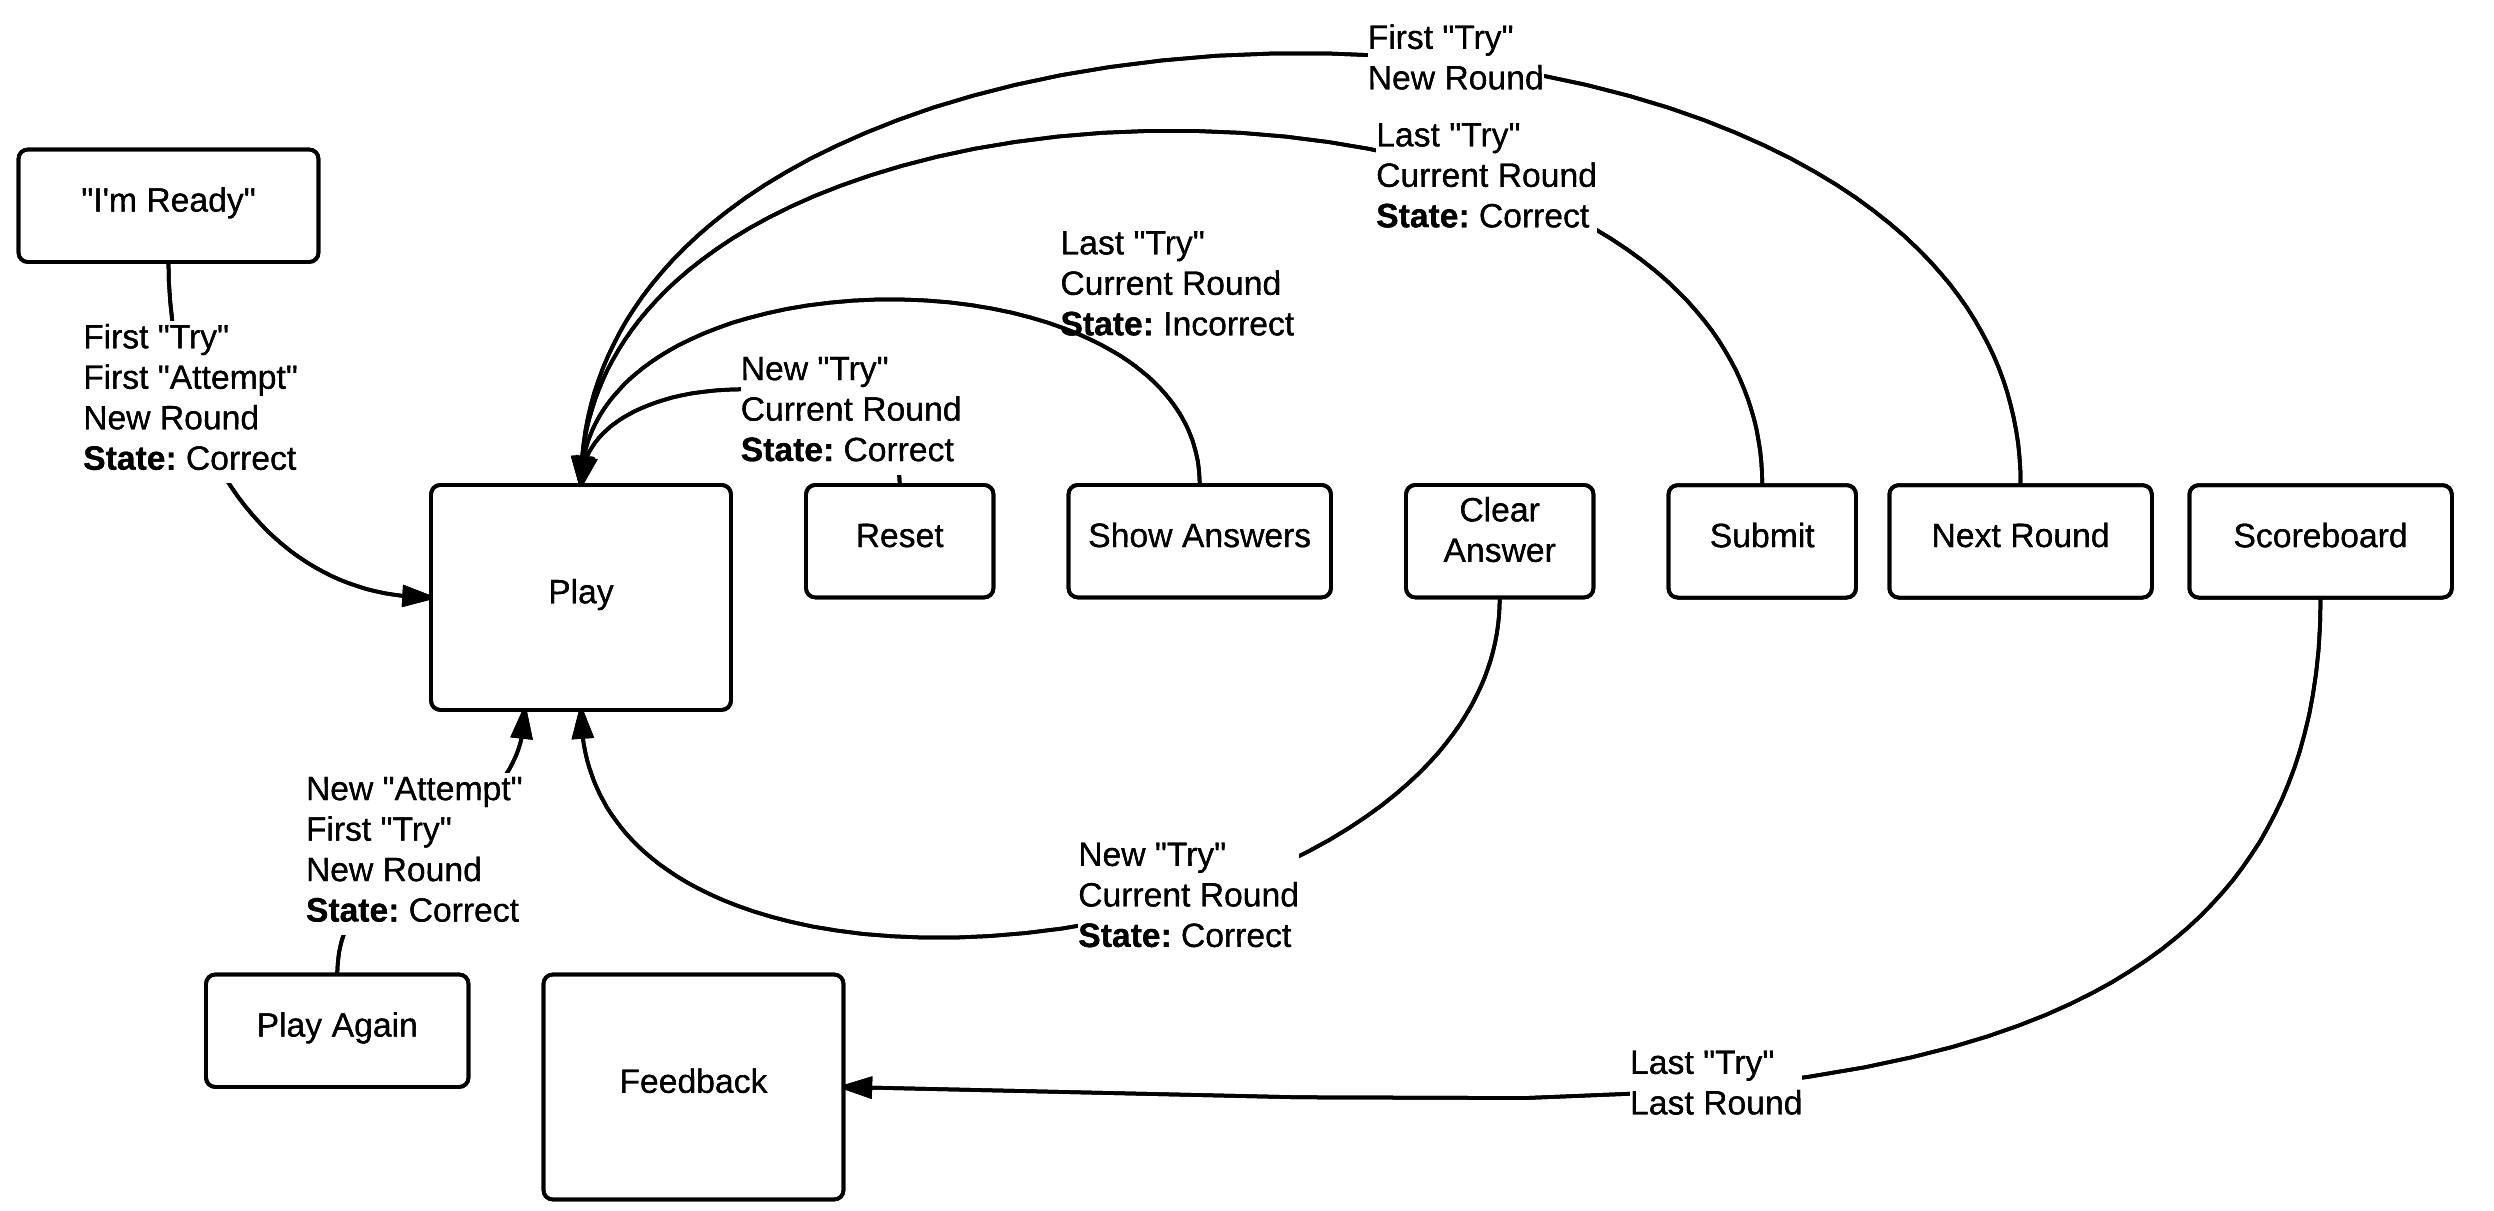 First "Try"
New Round
Last "Try"
Current Round
State: Correct
"I'm Ready"
Last "Try"
Current Round
State: Incorrect
First "Try"
First "Attempt"
New Round
State: Correct
New "Try"
Current Round
State: Correct
Play
Reset
Show Answers
Clear
Answer
Submit
Next Round
Scoreboard
New "Attempt"
First "Try"
New Round
State: Correct
New "Try"
Current Round
State: Correct
Play Again
Feedback
Last "Try"
Last Round